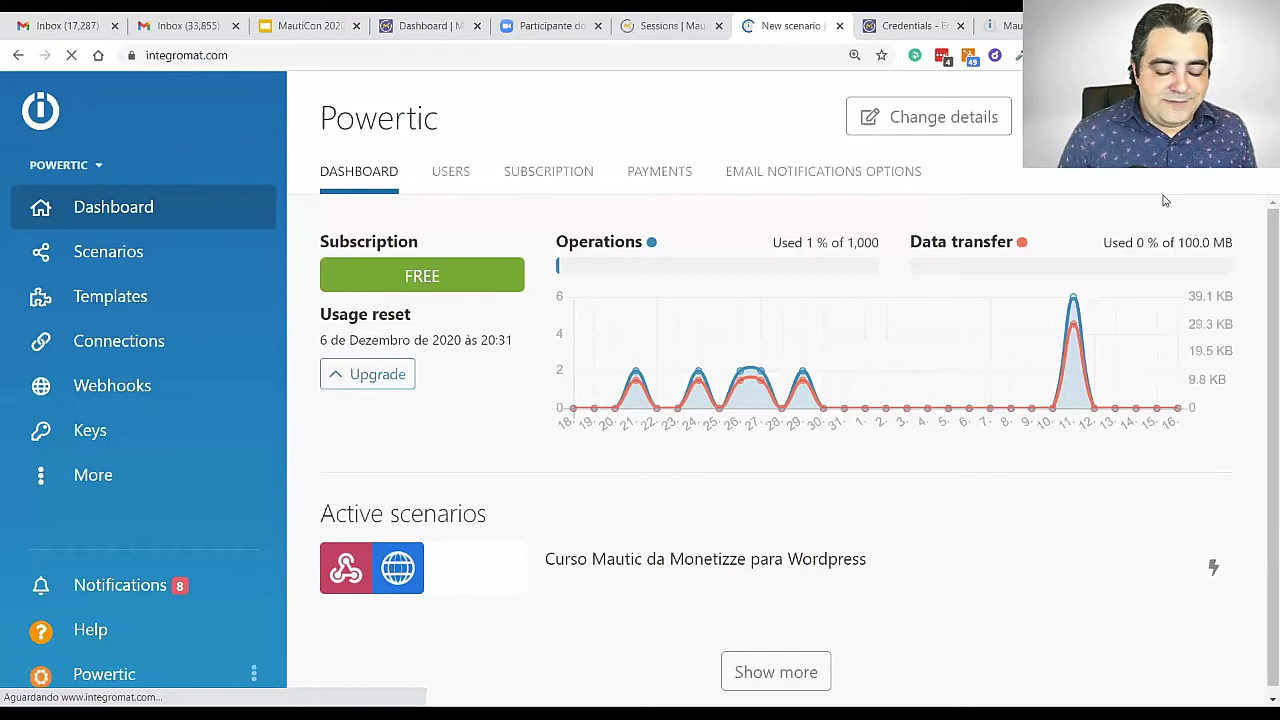 Inbox (17,287)
Inbox (33,855)
MautiCon 2020
Dashboard | M
Participante do
Sessions | Mau
New scenario |
Credentials - F
Mau
integromat.com
4
49
POWERTIC
Dashboard
Scenarios
Templates
Connections
Webhooks
Keys
More
Notifications 8
Help
Powertic
Aguardando www.integromat.com...
Powertic
Change details
DASHBOARD
USERS
SUBSCRIPTION
PAYMENTS
EMAIL NOTIFICATIONS OPTIONS
Subscription
FREE
Usage reset
6 de Dezembro de 2020 às 20:31
Upgrade
Operations
Used 1 % of 1,000
Data transfer
Used 0 % of 100.0 MB
6
4
2
0
39.1 KB
29.3 KB
19.5 KB
9.8 KB
0
18. 19. 20. 21. 22. 23. 24. 25. 26. 27. 28. 29. 30. 31. 1. 2. 3. 4. 5. 6. 7. 8. 9. 10. 11. 12. 13. 14. 15. 16.
Active scenarios
Curso Mautic da Monetizze para Wordpress
Show more